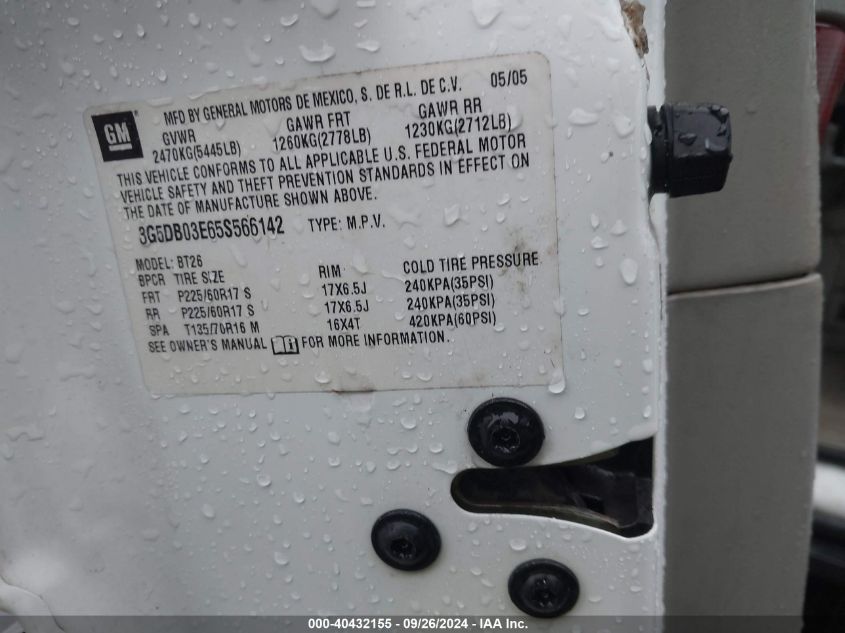 GM
MFD BY GENERAL MOTORS DE MEXICO, S. DE R.L. DE C.V. 05/05
GVWR GAWR FRT GAWR RR
2470KG(5445LB) 1260KG(2778LB) 1230KG(2712LB)
THIS VEHICLE CONFORMS TO ALL APPLICABLE U.S. FEDERAL MOTOR
VEHICLE SAFETY AND THEFT PREVENTION STANDARDS IN EFFECT ON
THE DATE OF MANUFACTURE SHOWN ABOVE.
3G5DB03E65S566142 TYPE: M.P.V.
MODEL: BT26
BPCR TIRE SIZE RIM COLD TIRE PRESSURE
FRT P225/60R17 S 17X6.5J 240KPA(35PSI)
RR P225/60R17 S 17X6.5J 240KPA(35PSI)
SPA T135/70R16 M 16X4T 420KPA(60PSI)
SEE OWNER'S MANUAL FOR MORE INFORMATION.
000-40432155 - 09/26/2024 - IAA Inc.